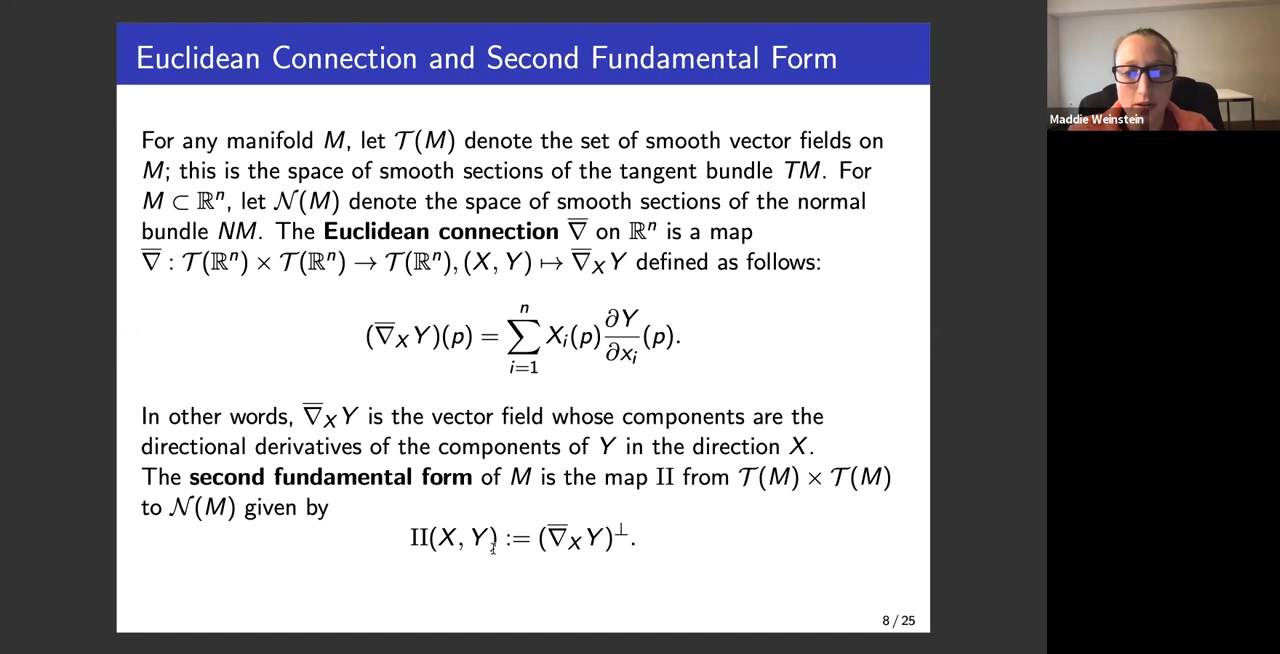 Euclidean Connection and Second Fundamental Form
For any manifold M, let 𝒯(M) denote the set of smooth vector fields on
M; this is the space of smooth sections of the tangent bundle TM. For
M ⊂ ℝⁿ, let 𝒩(M) denote the space of smooth sections of the normal
bundle NM. The Euclidean connection ∇̅ on ℝⁿ is a map
∇̅ : 𝒯(ℝⁿ) × 𝒯(ℝⁿ) → 𝒯(ℝⁿ), (X, Y) ↦ ∇̅_X Y defined as follows:
(∇̅_X Y)(p) = ∑_{i=1}^{n} X_i(p) ∂Y/∂x_i (p).
In other words, ∇̅_X Y is the vector field whose components are the
directional derivatives of the components of Y in the direction X.
The second fundamental form of M is the map II from 𝒯(M) × 𝒯(M)
to 𝒩(M) given by
II(X, Y) := (∇̅_X Y)^⊥.
8 / 25
Maddie Weinstein